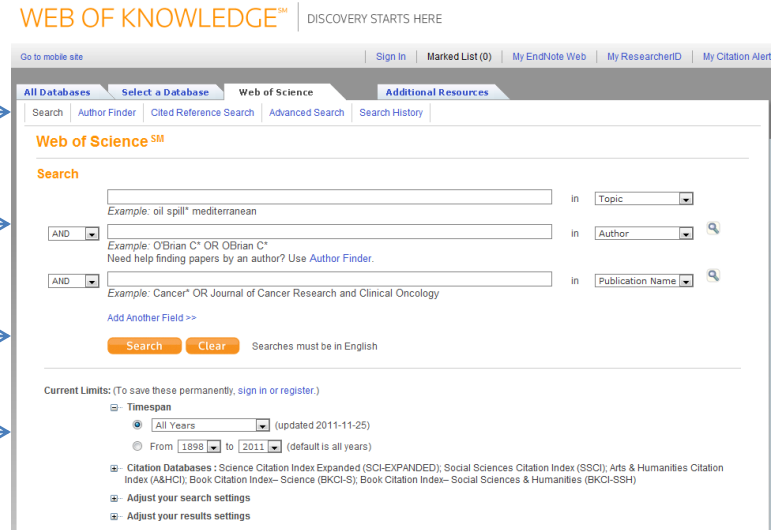 WEB OF KNOWLEDGE℠ DISCOVERY STARTS HERE
Go to mobile site Sign In Marked List (0) My EndNote Web My ResearcherID My Citation Alert
All Databases Select a Database Web of Science Additional Resources
Search Author Finder Cited Reference Search Advanced Search Search History
Web of Science ℠
Search
in Topic
Example: oil spill* mediterranean
AND in Author
Example: O'Brian C* OR OBrian C*
Need help finding papers by an author? Use Author Finder.
AND in Publication Name
Example: Cancer* OR Journal of Cancer Research and Clinical Oncology
Add Another Field >>
Search Clear Searches must be in English
Current Limits: (To save these permanently, sign in or register.)
Timespan
All Years (updated 2011-11-25)
From 1898 to 2011 (default is all years)
Citation Databases : Science Citation Index Expanded (SCI-EXPANDED); Social Sciences Citation Index (SSCI); Arts & Humanities Citation
Index (A&HCI); Book Citation Index– Science (BKCI-S); Book Citation Index– Social Sciences & Humanities (BKCI-SSH)
Adjust your search settings
Adjust your results settings